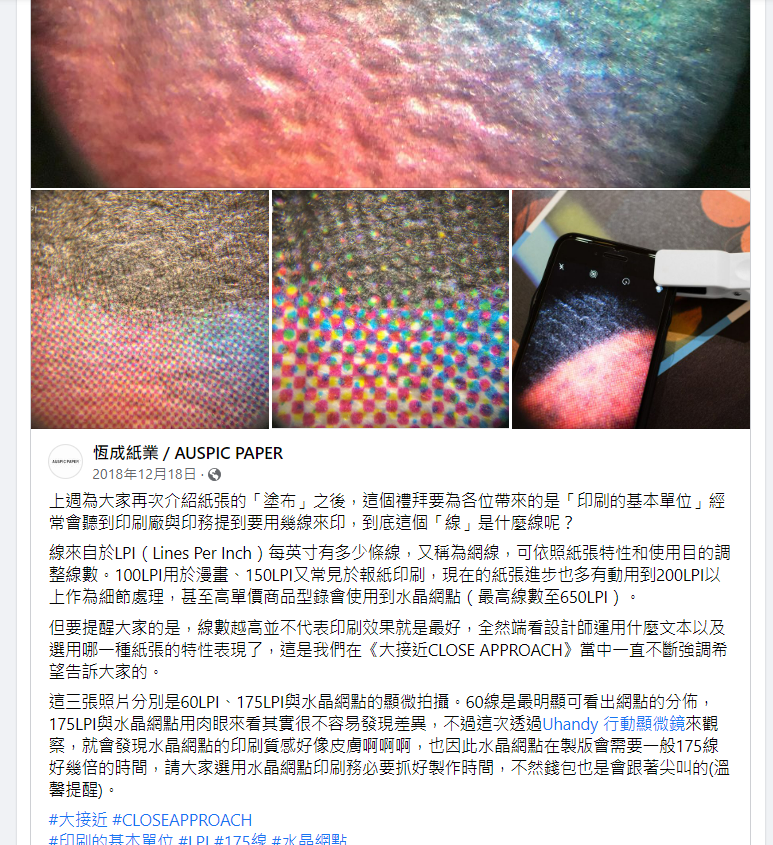 恆成紙業 / AUSPIC PAPER
AUSPIC PAPER
2018年12月18日 ·
上週為大家再次介紹紙張的「塗布」之後，這個禮拜要為各位帶來的是「印刷的基本單位」經
常會聽到印刷廠與印務提到要用幾線來印，到底這個「線」是什麼線呢？
線來自於LPI（Lines Per Inch）每英寸有多少條線，又稱為網線，可依照紙張特性和使用目的調
整線數。100LPI用於漫畫、150LPI又常見於報紙印刷，現在的紙張進步也多有動用到200LPI以
上作為細節處理，甚至高單價商品型錄會使用到水晶網點（最高線數至650LPI）。
但要提醒大家的是，線數越高並不代表印刷效果就是最好，全然端看設計師運用什麼文本以及
選用哪一種紙張的特性表現了，這是我們在《大接近CLOSE APPROACH》當中一直不斷強調希
望告訴大家的。
這三張照片分別是60LPI、175LPI與水晶網點的顯微拍攝。60線是最明顯可看出網點的分佈，
175LPI與水晶網點用肉眼來看其實很不容易發現差異，不過這次透過Uhandy 行動顯微鏡來觀
察，就會發現水晶網點的印刷質感好像皮膚啊啊啊，也因此水晶網點在製版會需要一般175線
好幾倍的時間，請大家選用水晶網點印刷務必要抓好製作時間，不然錢包也是會跟著尖叫的(溫
馨提醒)。
#大接近 #CLOSEAPPROACH
#印刷的基本單位 #LPI #175線 #水晶網點